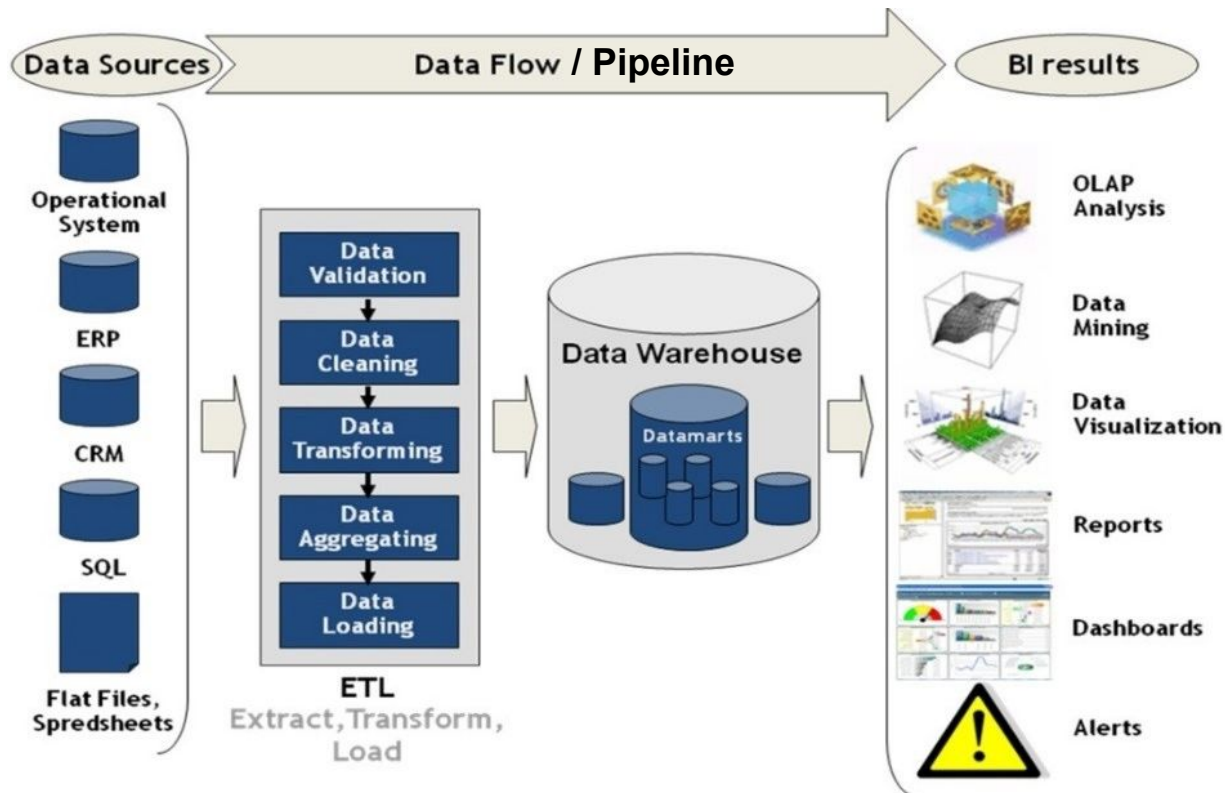 Data Sources
Data Flow / Pipeline
BI results
Operational
System
ERP
CRM
SQL
Flat Files,
Spredsheets
Data
Validation
Data
Cleaning
Data
Transforming
Data
Aggregating
Data
Loading
ETL
Extract,Transform,
Load
Data Warehouse
Datamarts
OLAP
Analysis
Data
Mining
Data
Visualization
Reports
Dashboards
Alerts